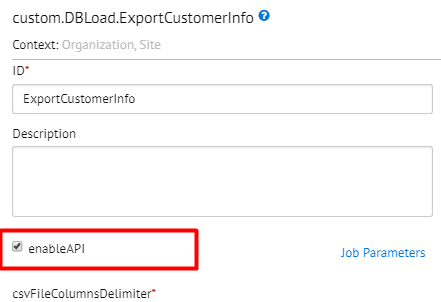 custom.DBLoad.ExportCustomerInfo ?
Context: Organization, Site
ID*
ExportCustomerInfo
Description
enableAPI
Job Parameters
csvFileColumnsDelimiter*